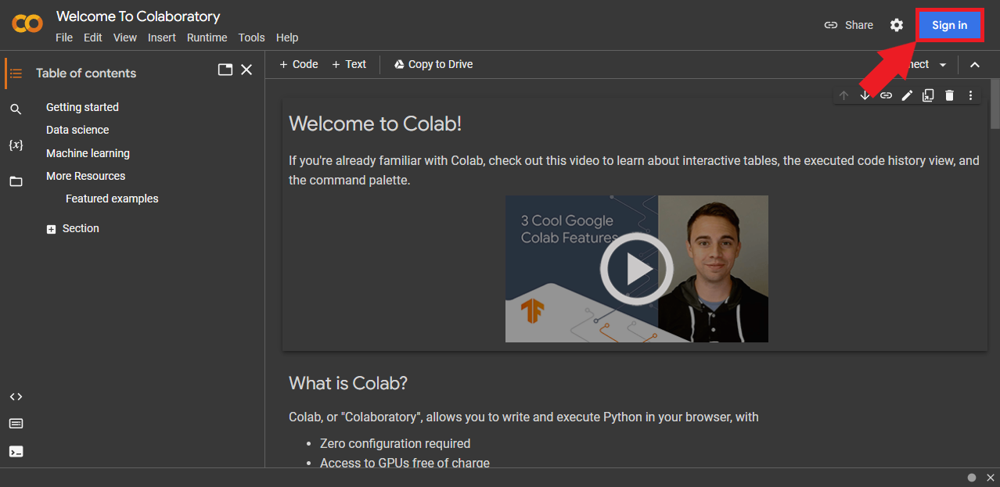 Welcome To Colaboratory
File Edit View Insert Runtime Tools Help
Share
Sign in
Table of contents
Getting started
Data science
Machine learning
More Resources
Featured examples
Section
{x}
+ Code + Text Copy to Drive
Welcome to Colab!
If you're already familiar with Colab, check out this video to learn about interactive tables, the executed code history view, and
the command palette.
3 Cool Google
Colab Features
What is Colab?
Colab, or "Colaboratory", allows you to write and execute Python in your browser, with
• Zero configuration required
• Access to GPUs free of charge